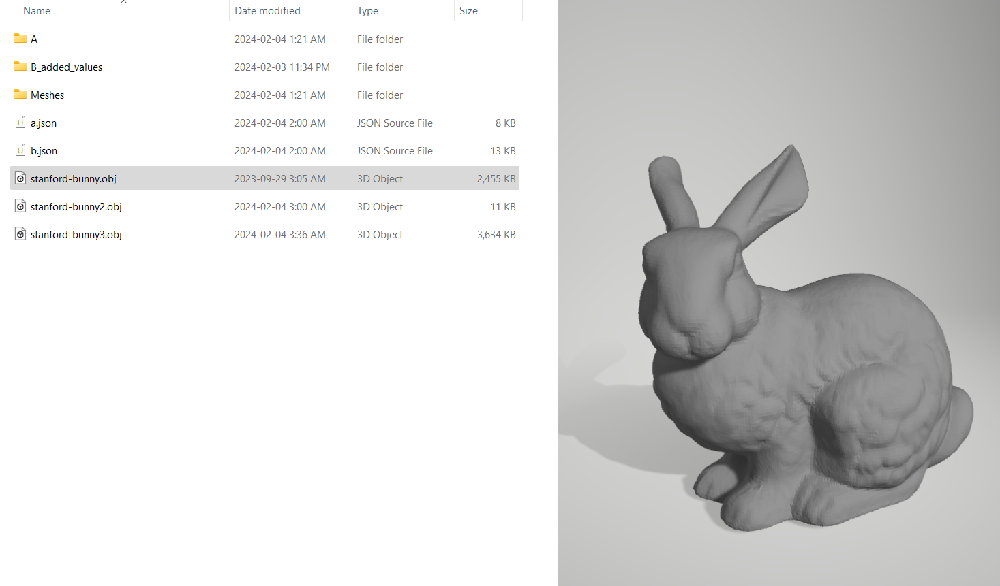 Name Date modified Type Size
A 2024-02-04 1:21 AM File folder
B_added_values 2024-02-03 11:34 PM File folder
Meshes 2024-02-04 1:21 AM File folder
a.json 2024-02-04 2:00 AM JSON Source File 8 KB
b.json 2024-02-04 2:00 AM JSON Source File 13 KB
stanford-bunny.obj 2023-09-29 3:05 AM 3D Object 2,455 KB
stanford-bunny2.obj 2024-02-04 3:00 AM 3D Object 11 KB
stanford-bunny3.obj 2024-02-04 3:36 AM 3D Object 3,634 KB